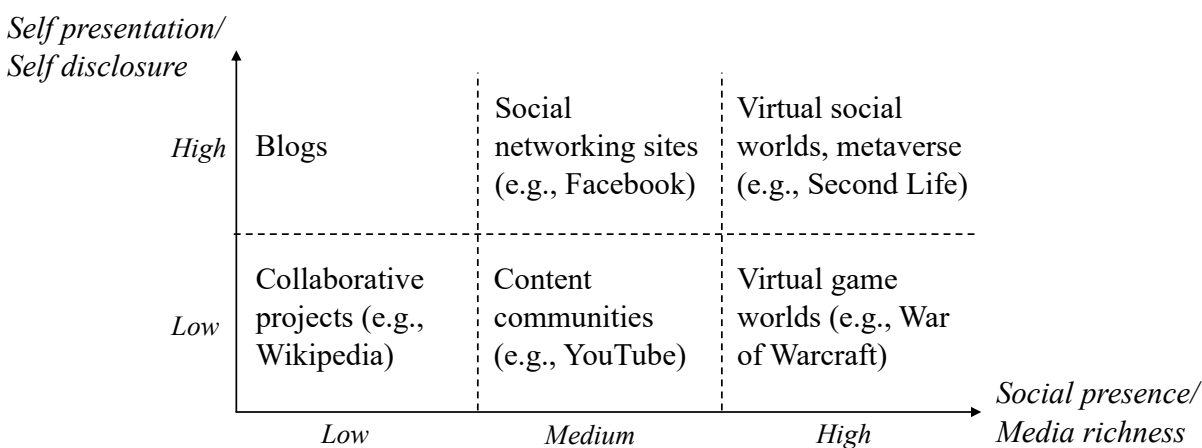 Self presentation/
Self disclosure
High
Blogs
Social
networking sites
(e.g., Facebook)
Virtual social
worlds, metaverse
(e.g., Second Life)
Low
Collaborative
projects (e.g.,
Wikipedia)
Content
communities
(e.g., YouTube)
Virtual game
worlds (e.g., War
of Warcraft)
Social presence/
Media richness
Low
Medium
High